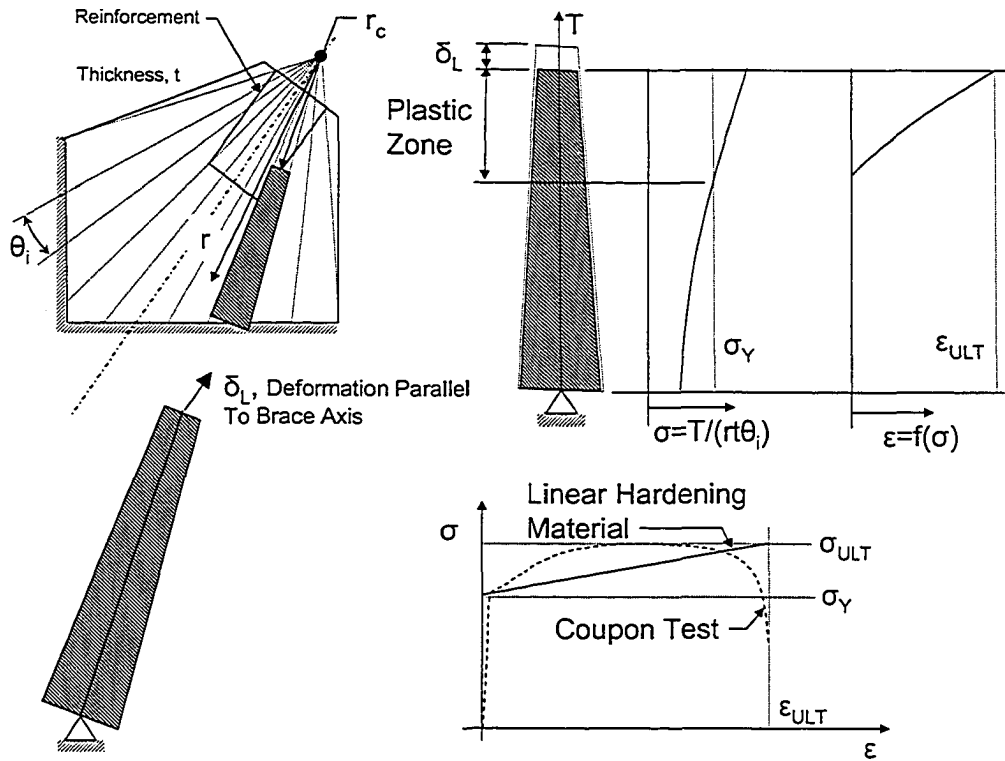 Reinforcement
r_c
Thickness, t
θ_i
r
δ_L, Deformation Parallel
To Brace Axis
T
δ_L
Plastic
Zone
σ_Y
ε_ULT
σ=T/(rtθ_i)
ε=f(σ)
Linear Hardening
Material
σ
σ_ULT
σ_Y
Coupon Test
ε_ULT
ε